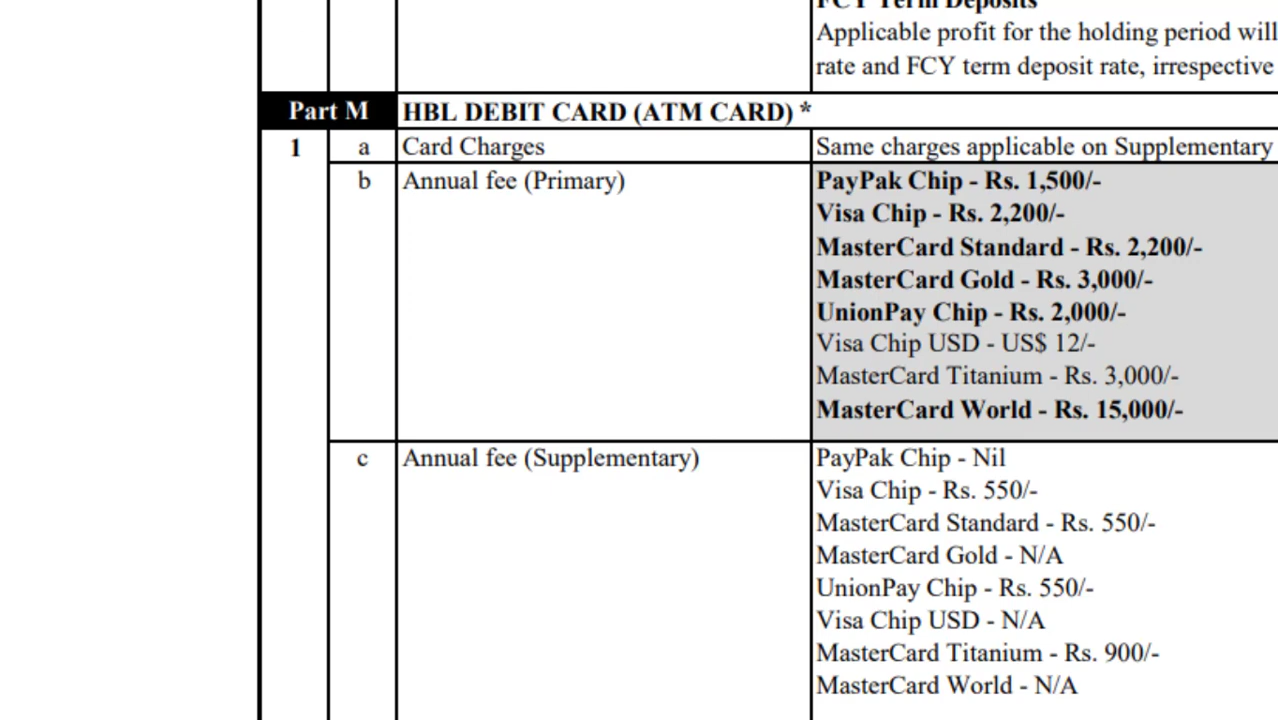 FCY Term Deposits
Applicable profit for the holding period will
rate and FCY term deposit rate, irrespective
Part M HBL DEBIT CARD (ATM CARD) *
1 a Card Charges Same charges applicable on Supplementary
b Annual fee (Primary) PayPak Chip - Rs. 1,500/-
Visa Chip - Rs. 2,200/-
MasterCard Standard - Rs. 2,200/-
MasterCard Gold - Rs. 3,000/-
UnionPay Chip - Rs. 2,000/-
Visa Chip USD - US$ 12/-
MasterCard Titanium - Rs. 3,000/-
MasterCard World - Rs. 15,000/-
c Annual fee (Supplementary) PayPak Chip - Nil
Visa Chip - Rs. 550/-
MasterCard Standard - Rs. 550/-
MasterCard Gold - N/A
UnionPay Chip - Rs. 550/-
Visa Chip USD - N/A
MasterCard Titanium - Rs. 900/-
MasterCard World - N/A